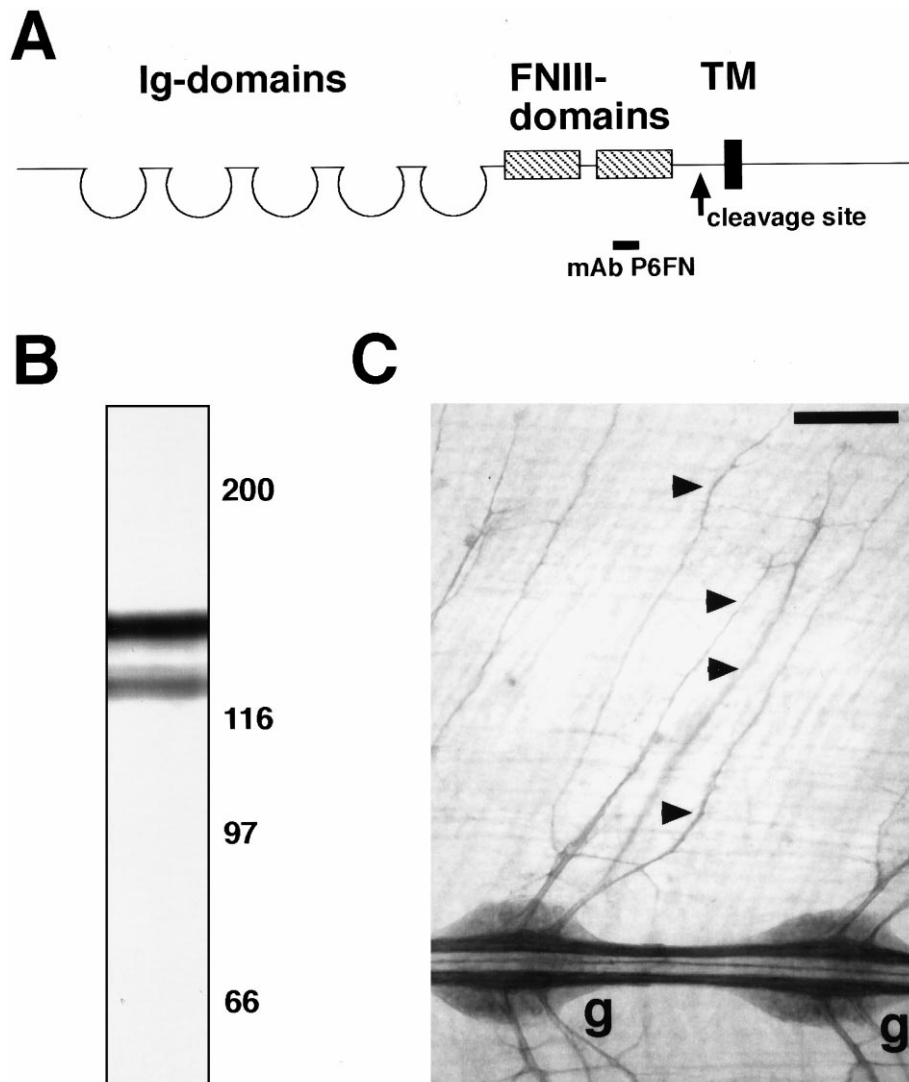 A
Ig-domains
FNIII-
domains
TM
cleavage site
mAb P6FN
B
200
116
97
66
C
g
g